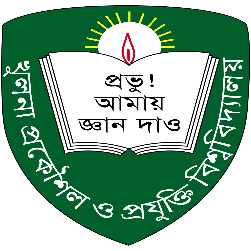 প্রভু!
আমায়
জ্ঞান দাও
খুলনা প্রকৌশল ও প্রযুক্তি বিশ্ববিদ্যালয়